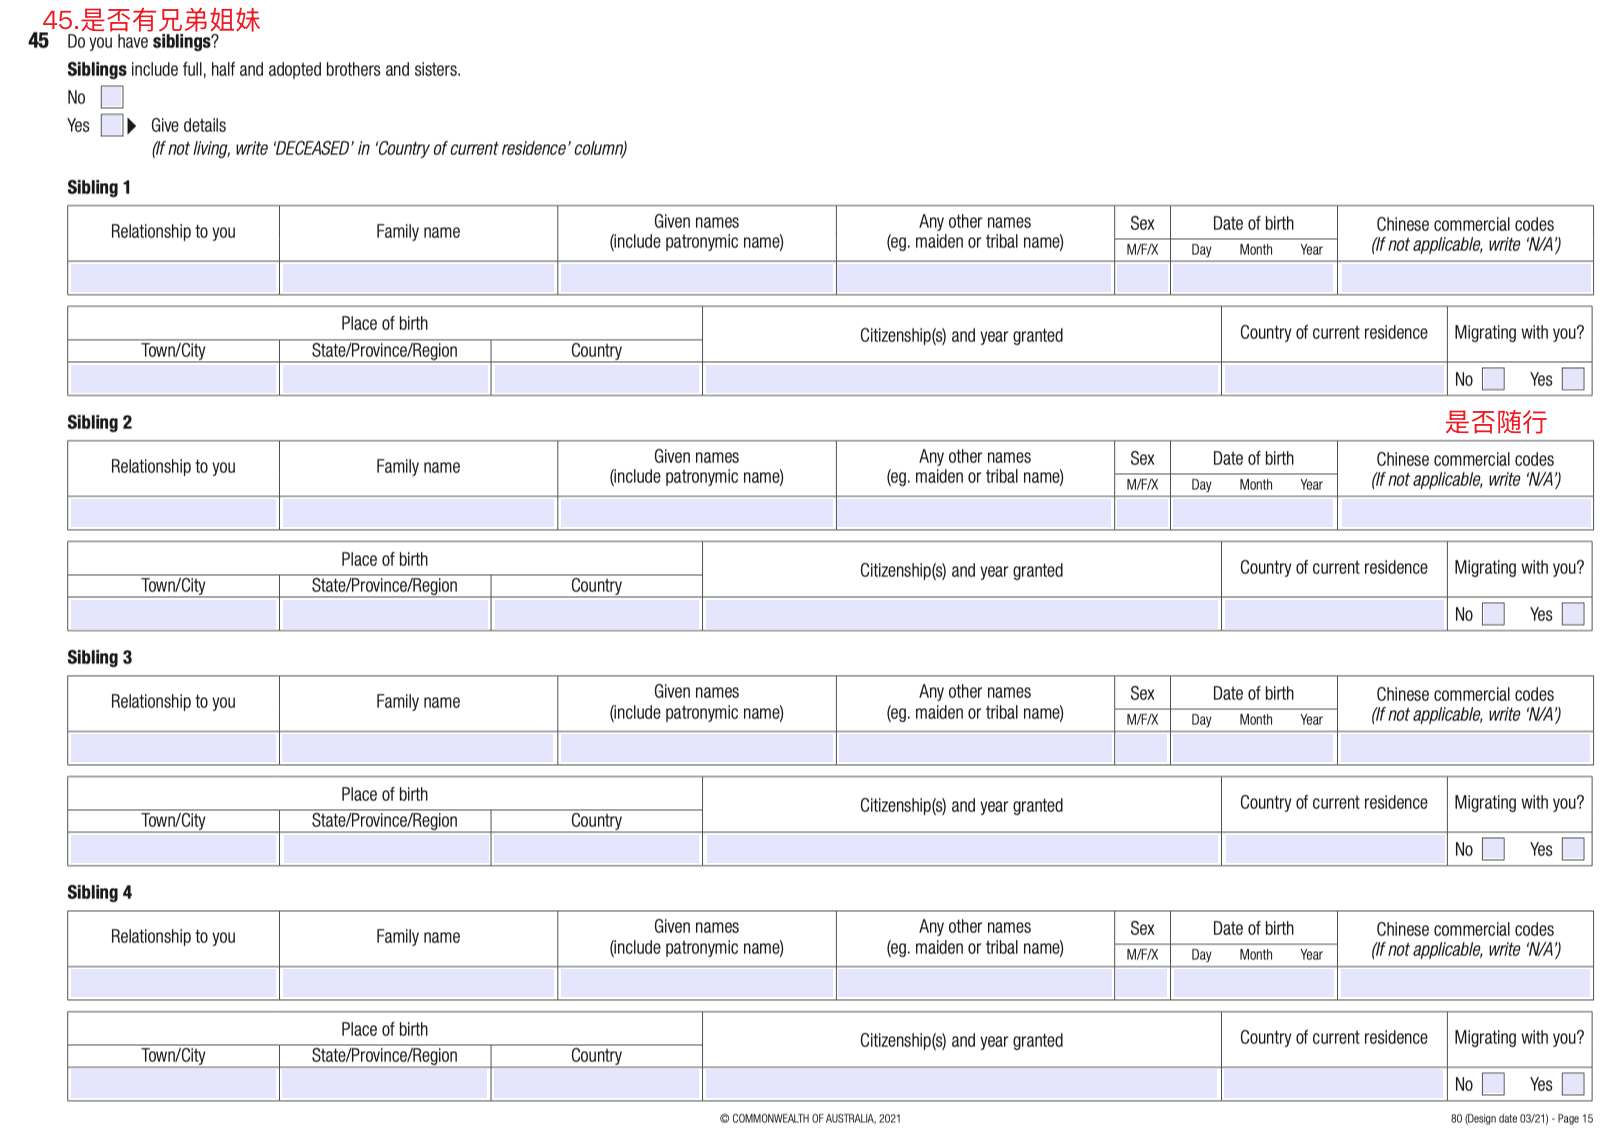 45.是否有兄弟姐妹
45 Do you have siblings?
Siblings include full, half and adopted brothers and sisters.
No
Yes Give details
(If not living, write ‘DECEASED’ in ‘Country of current residence’ column)
Sibling 1
Relationship to you Family name Given names (include patronymic name) Any other names (eg. maiden or tribal name) Sex M/F/X Date of birth Day Month Year Chinese commercial codes (If not applicable, write ‘N/A’)
Place of birth Town/City State/Province/Region Country Citizenship(s) and year granted Country of current residence Migrating with you?
No Yes
Sibling 2
是否随行
Relationship to you Family name Given names (include patronymic name) Any other names (eg. maiden or tribal name) Sex M/F/X Date of birth Day Month Year Chinese commercial codes (If not applicable, write ‘N/A’)
Place of birth Town/City State/Province/Region Country Citizenship(s) and year granted Country of current residence Migrating with you?
No Yes
Sibling 3
Relationship to you Family name Given names (include patronymic name) Any other names (eg. maiden or tribal name) Sex M/F/X Date of birth Day Month Year Chinese commercial codes (If not applicable, write ‘N/A’)
Place of birth Town/City State/Province/Region Country Citizenship(s) and year granted Country of current residence Migrating with you?
No Yes
Sibling 4
Relationship to you Family name Given names (include patronymic name) Any other names (eg. maiden or tribal name) Sex M/F/X Date of birth Day Month Year Chinese commercial codes (If not applicable, write ‘N/A’)
Place of birth Town/City State/Province/Region Country Citizenship(s) and year granted Country of current residence Migrating with you?
No Yes
© COMMONWEALTH OF AUSTRALIA, 2021
80 (Design date 03/21) - Page 15